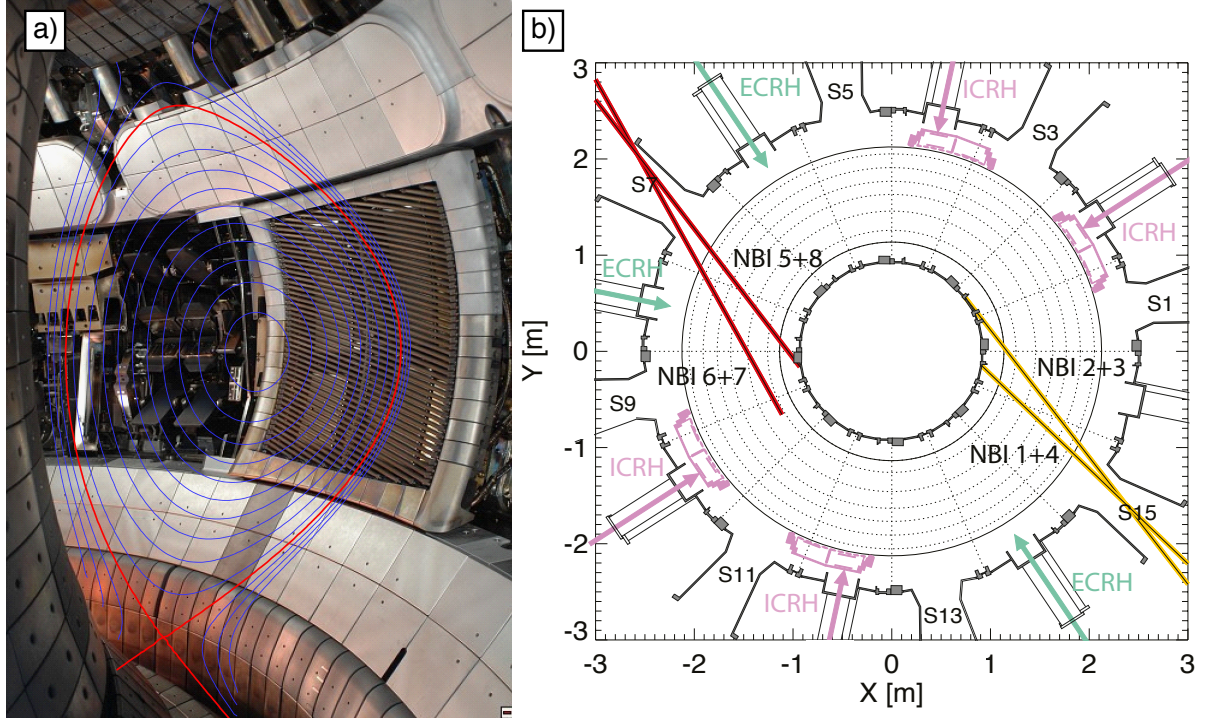 a)
b)
3
2
1
0
-1
-2
-3
Y [m]
-3 -2 -1 0 1 2 3
X [m]
ECRH
S5
ICRH
S3
S7
ICRH
NBI 5+8
ECRH
S1
NBI 6+7
NBI 2+3
S9
NBI 1+4
ICRH
S15
S11
ECRH
ICRH
S13